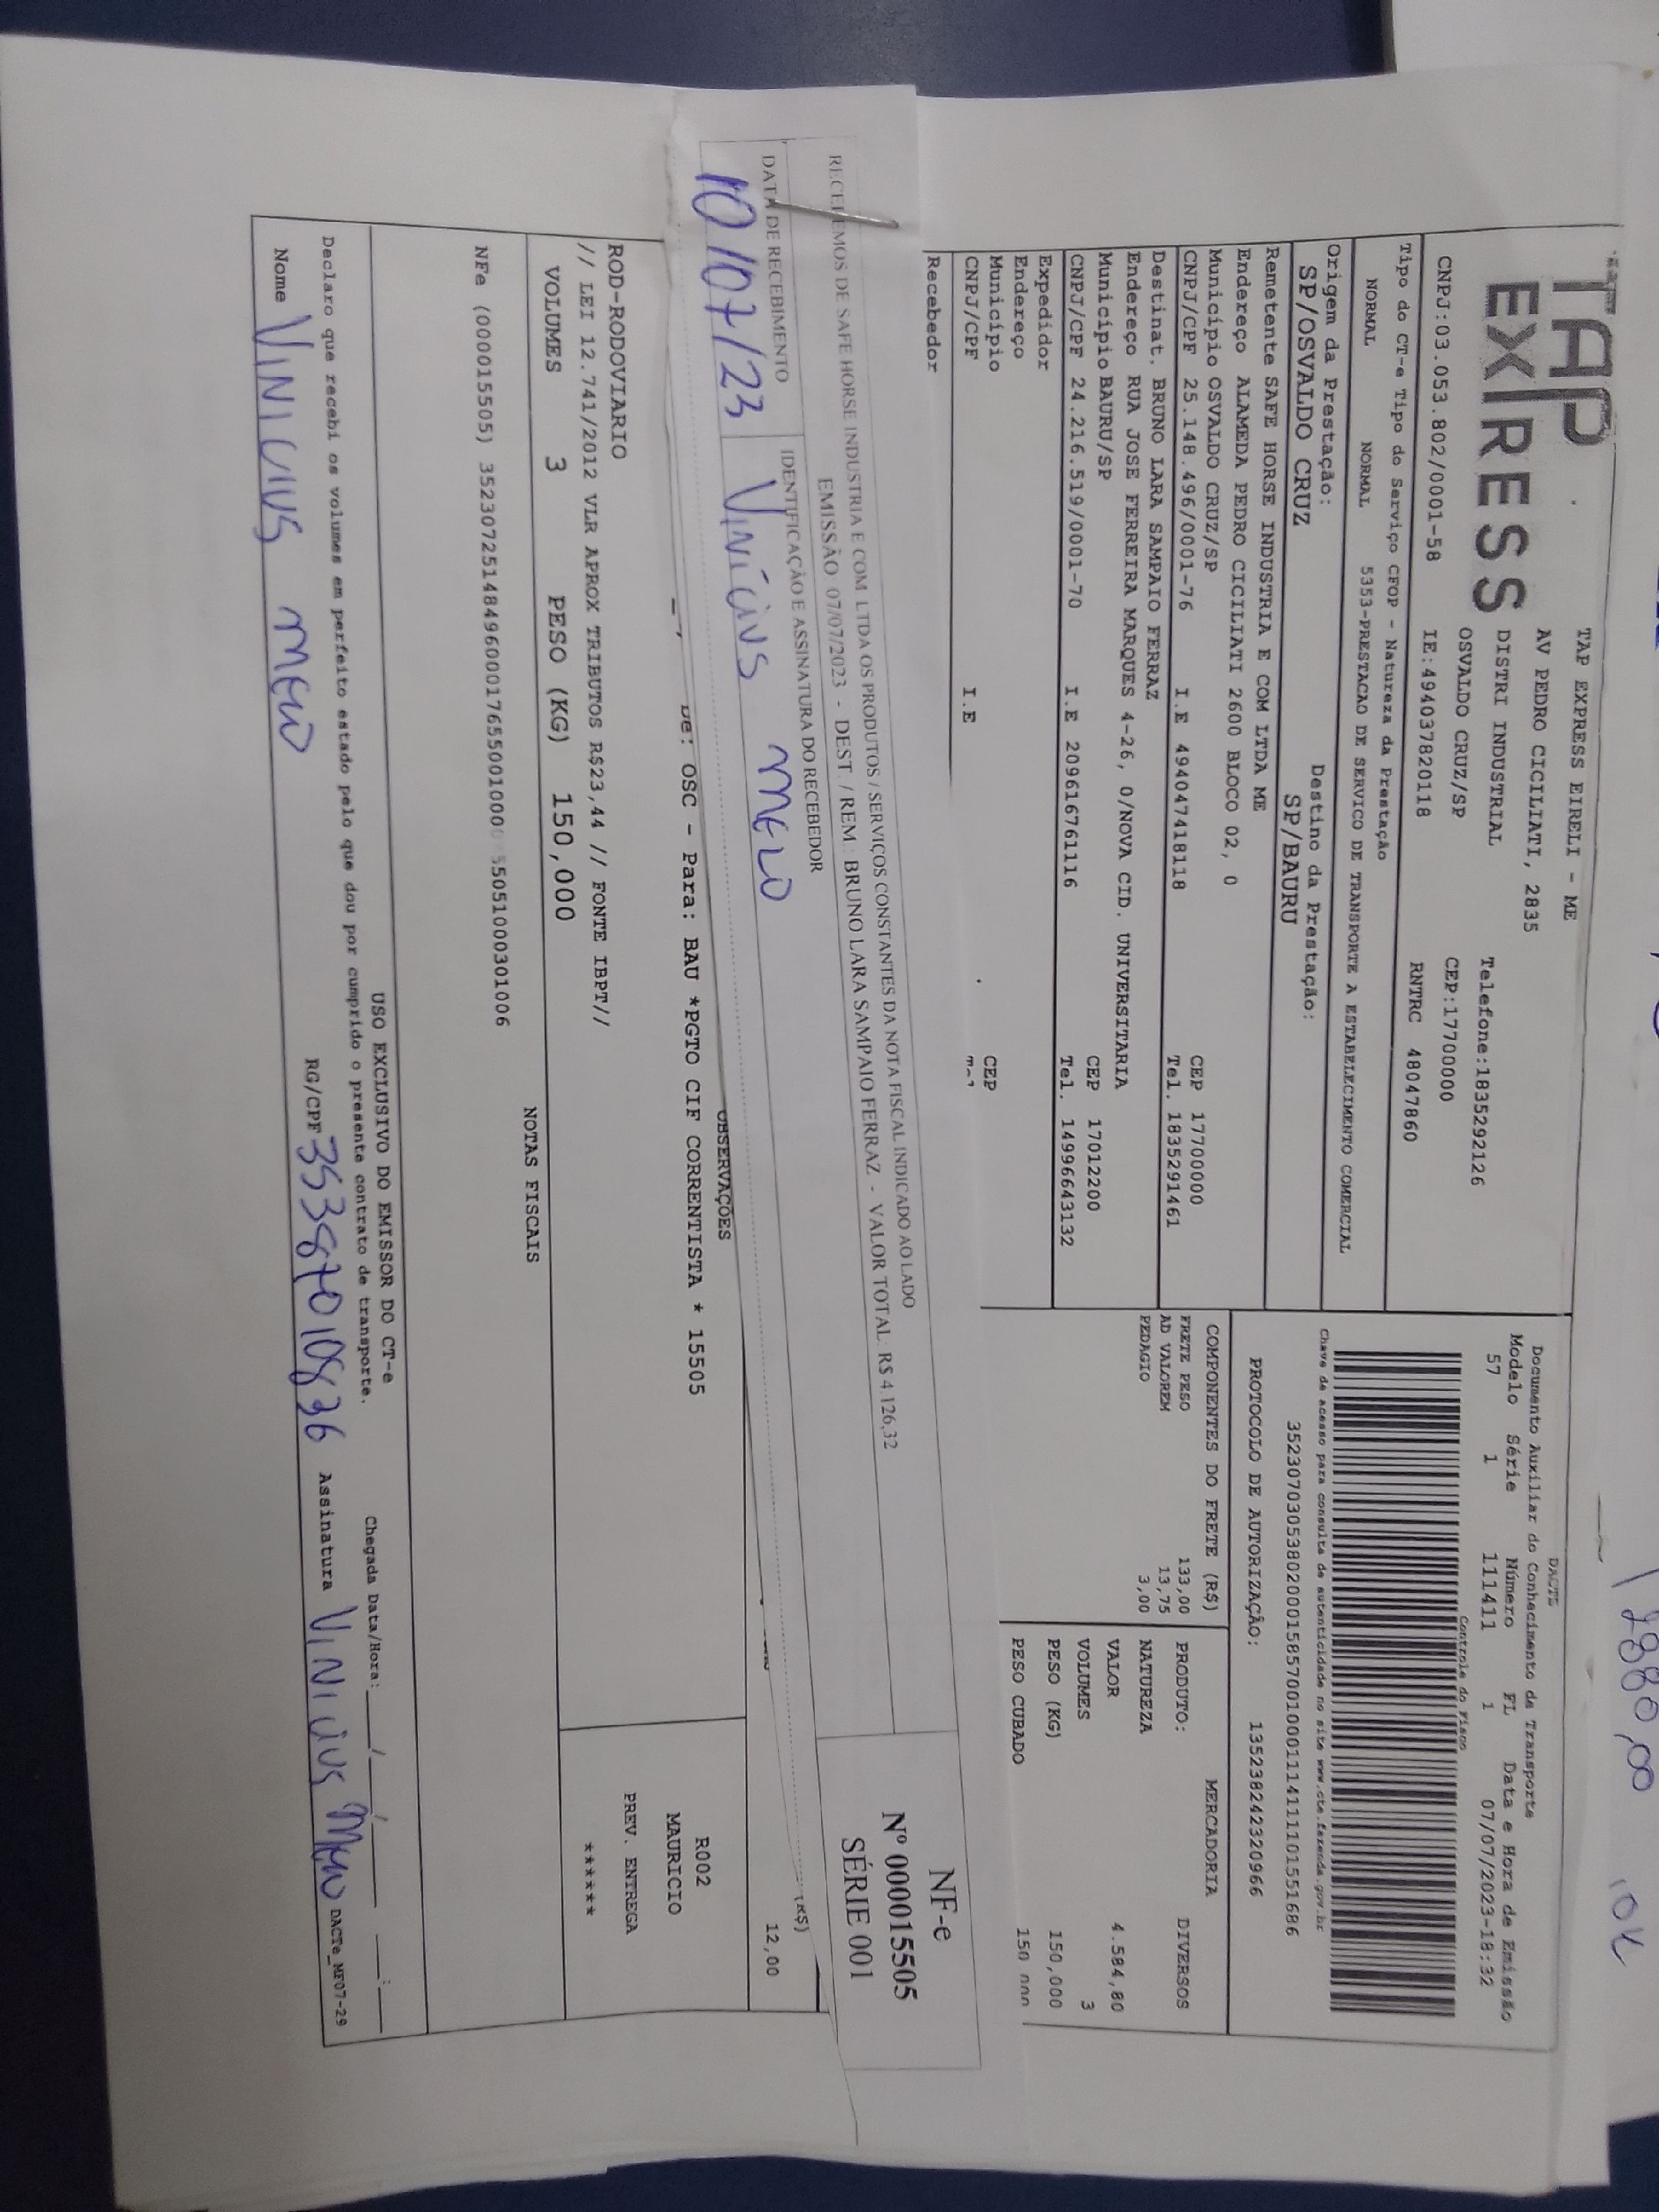 1880,00
TAP
EXPRESS
TAP EXPRESS EIRELI - ME
AV PEDRO CICILIATI, 2835
DISTRI INDUSTRIAL
Telefone:1835292126
OSVALDO CRUZ/SP
CEP:17700000
CNPJ:03.053.802/0001-58
IE:494037820118
RNTRC 48047860
Tipo do CT-e Tipo do Serviço CFOP - Natureza da Prestação
NORMAL NORMAL 5353-PRESTACAO DE SERVICO DE TRANSPORTE A ESTABELECIMENTO COMERCIAL
Origem da Prestação: Destino da Prestação:
SP/OSVALDO CRUZ SP/BAURU
Remetente SAFE HORSE INDUSTRIA E COM LTDA ME
Endereço ALAMEDA PEDRO CICILIATI 2600 BLOCO 02, 0
Município OSVALDO CRUZ/SP CEP 17700000
CNPJ/CPF 25.148.496/0001-76 I.E 494047418118 Tel. 1835291461
Destinat. BRUNO LARA SAMPAIO FERRAZ
Endereço RUA JOSE FERREIRA MARQUES 4-26, 0/NOVA CID. UNIVERSITARIA
Município BAURU/SP CEP 17012200
CNPJ/CPF 24.216.519/0001-70 I.E 209616761116 Tel. 14996643132
Expedidor
Endereço
Município CEP
CNPJ/CPF I.E
Recebedor
DACTE
Documento Auxiliar do Conhecimento de Transporte
Modelo Série Número FL Data e Hora de Emissão
57 1 111411 1 07/07/2023-18:32
Controle do Fisco
Chave de acesso para consulta de autenticidade no site www.cte.fazenda.gov.br
35230703053802000158570010001114111101551686
PROTOCOLO DE AUTORIZAÇÃO: 135238242320966
COMPONENTES DO FRETE (R$)
FRETE PESO 133,00
AD VALOREM 13,75
PEDAGIO 3,00
MERCADORIA
PRODUTO: DIVERSOS
NATUREZA
VALOR 4.584,80
VOLUMES 3
PESO (KG) 150,000
PESO CUBADO 150 000
RECEBEMOS DE SAFE HORSE INDUSTRIA E COM LTDA OS PRODUTOS / SERVIÇOS CONSTANTES DA NOTA FISCAL INDICADO AO LADO
EMISSÃO 07/07/2023 - DEST. / REM.: BRUNO LARA SAMPAIO FERRAZ - VALOR TOTAL: R$ 4.126,32
DATA DE RECEBIMENTO IDENTIFICAÇÃO E ASSINATURA DO RECEBEDOR
10/07/23 Vinícius MELO
NF-e
Nº 000015505
SÉRIE 001
(R$)
12,00
OBSERVAÇÕES
De: OSC - Para: BAU *PGTO CIF CORRENTISTA * 15505
ROD-RODOVIARIO
// LEI 12.741/2012 VLR APROX TRIBUTOS R$23,44 // FONTE IBPT//
VOLUMES 3 PESO (KG) 150,000
R002
MAURICIO
PREV. ENTREGA
******
NOTAS FISCAIS
NFe (000015505)
USO EXCLUSIVO DO EMISSOR DO CT-e
Declaro que recebi os volumes em perfeito estado pelo que dou por cumprido o presente contrato de transporte.
Chegada Data/Hora: ____/____/____ ____:____
Nome VINICIUS MELO RG/CPF 35387010836 Assinatura VINICIUS MELO DACTe_MF07-29